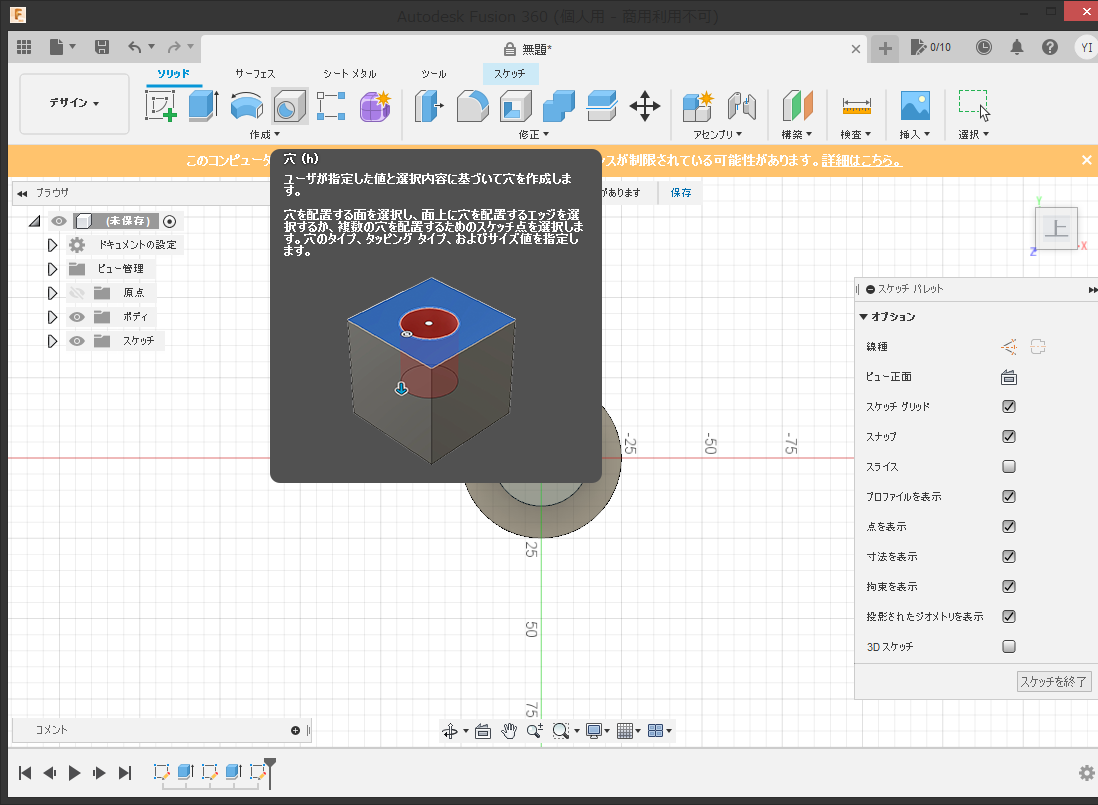 Autodesk Fusion 360 (個人用 - 商用利用不可)
無題*
0/10
YI
デザイン
ソリッド サーフェス シート メタル ツール スケッチ
作成 修正 アセンブリ 構築 検査 挿入 選択
このコンピュータ
スが制限されている可能性があります。詳細はこちら。
ブラウザ
があります 保存
(未保存)
ドキュメントの設定
ビュー管理
原点
ボディ
スケッチ
穴 (h)
ユーザが指定した値と選択内容に基づいて穴を作成しま
す。
穴を配置する面を選択し、面上に穴を配置するエッジを選
択するか、複数の穴を配置するためのスケッチ点を選択しま
す。穴のタイプ、タッピング タイプ、およびサイズ値を指定し
ます。
Y
上
X
Z
-25
-50
-75
25
50
75
スケッチ パレット
オプション
線種
ビュー正面
スケッチ グリッド
スナップ
スライス
プロファイルを表示
点を表示
寸法を表示
拘束を表示
投影されたジオメトリを表示
3D スケッチ
スケッチを終了
コメント